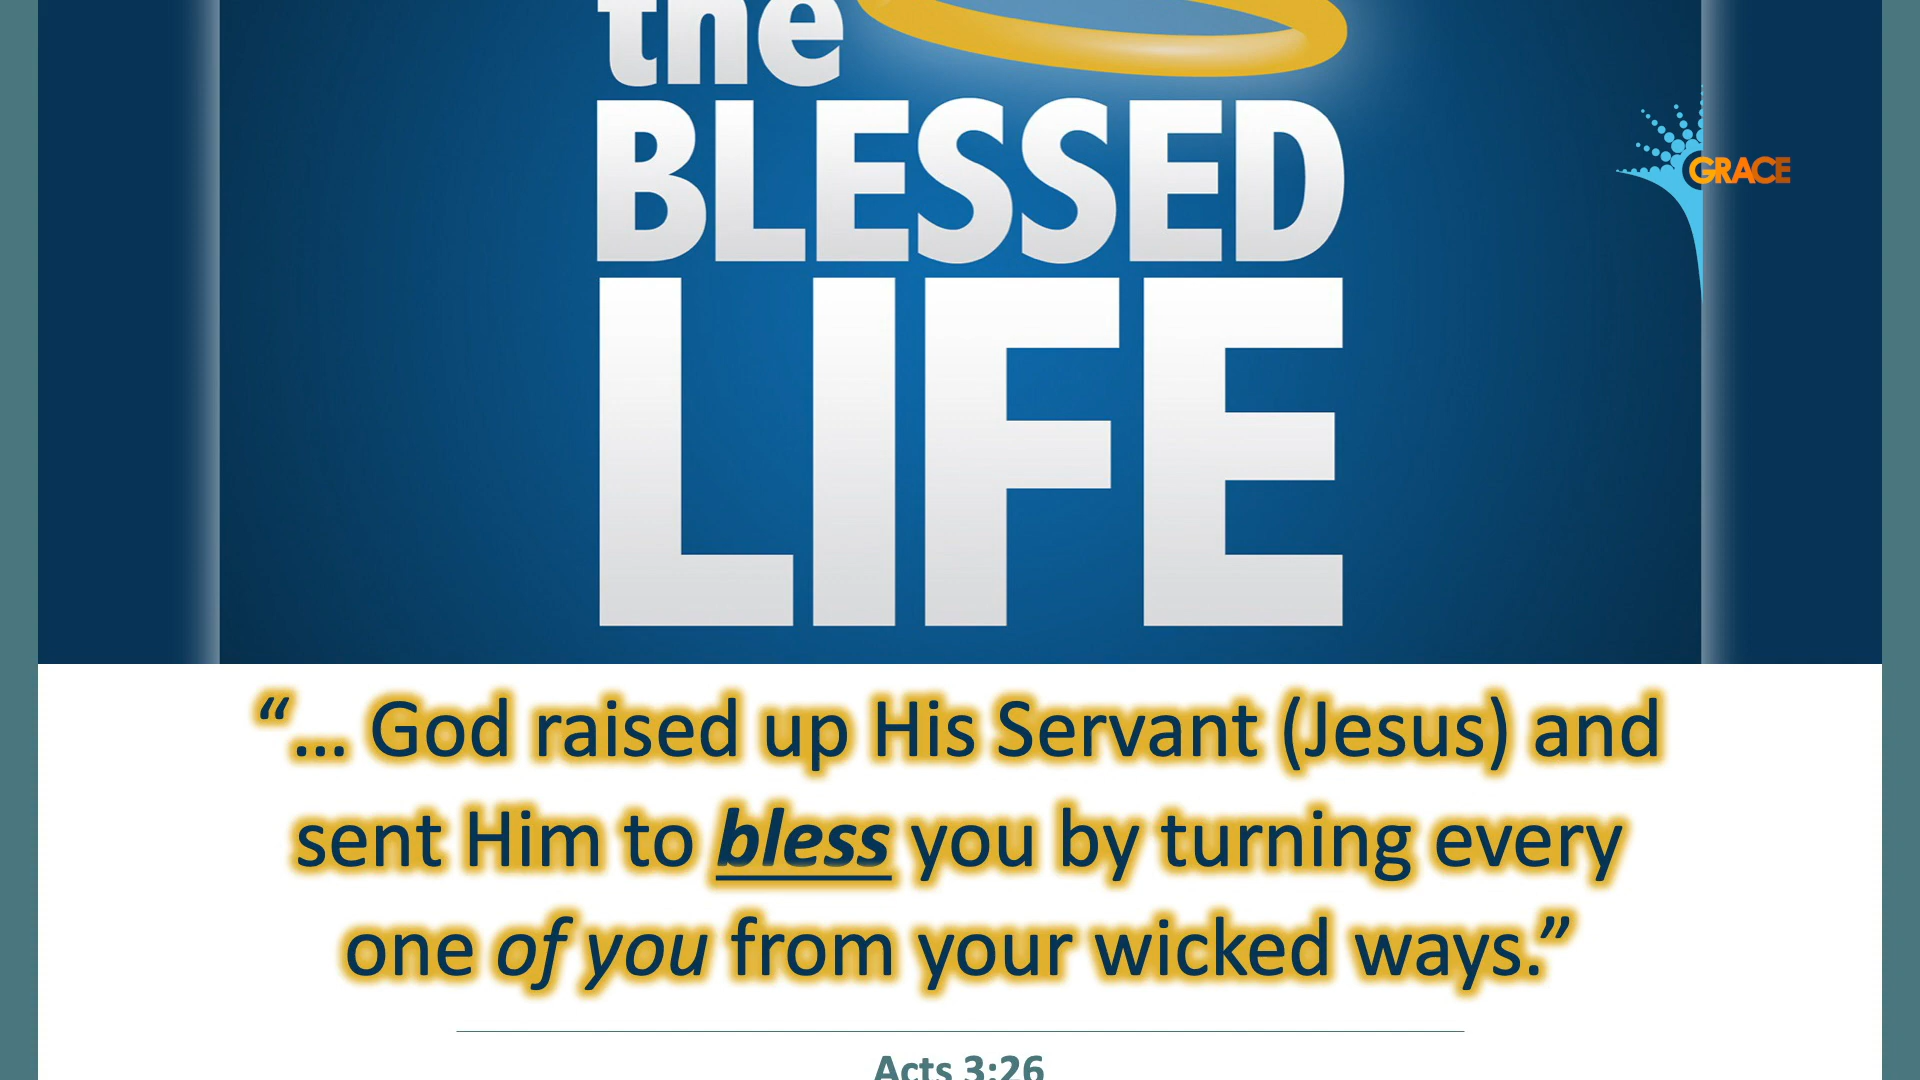 the
BLESSED
LIFE
GRACE
“... God raised up His Servant (Jesus) and
sent Him to bless you by turning every
one of you from your wicked ways.”
Acts 3:26